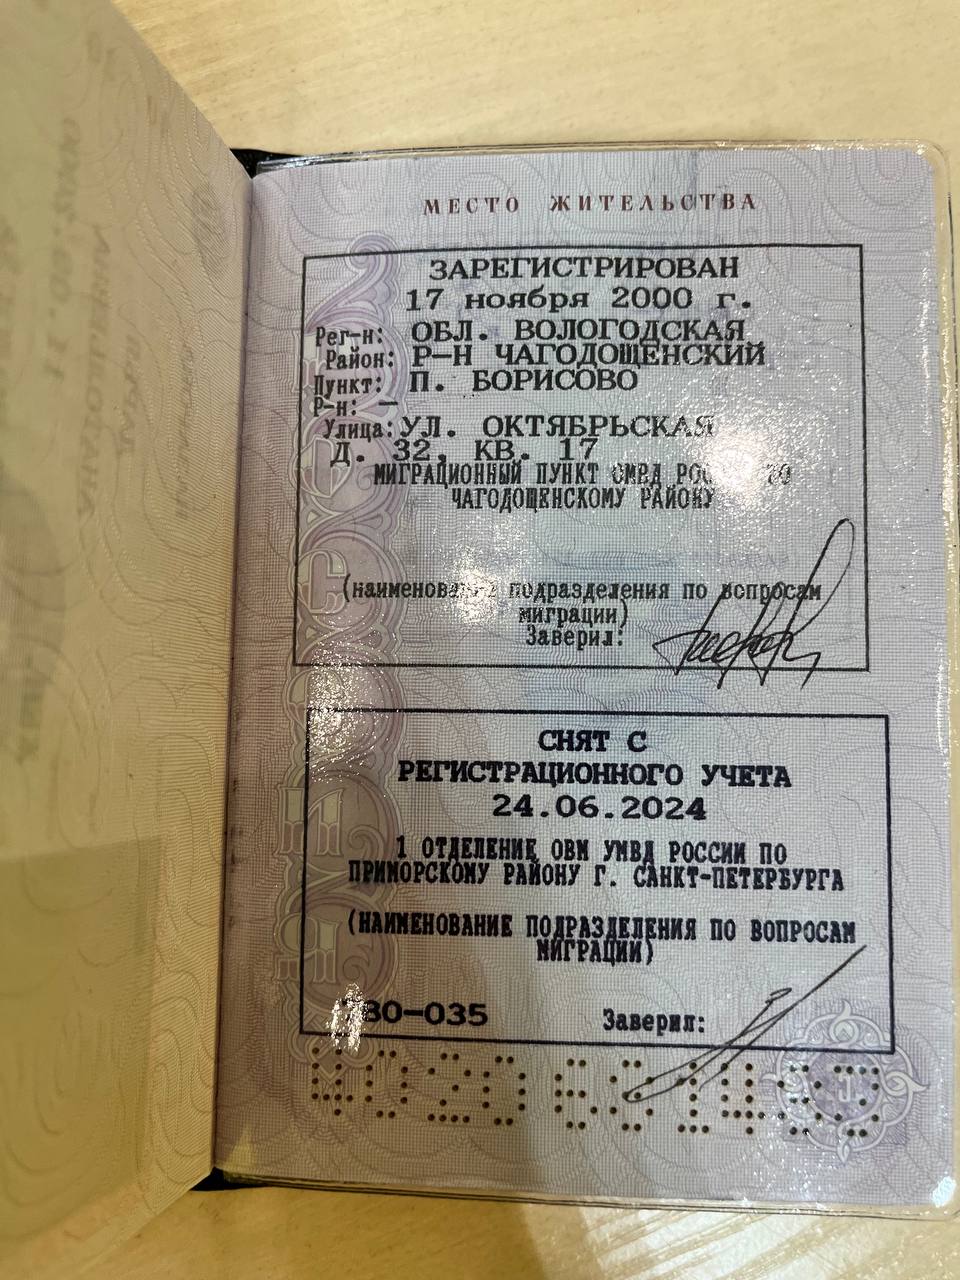 МЕСТО ЖИТЕЛЬСТВА
ЗАРЕГИСТРИРОВАН
17 ноября 2000 г.
Рег-н: ОБЛ. ВОЛОГОДСКАЯ
Район: Р-Н ЧАГОДОЩЕНСКИЙ
Пункт: П. БОРИСОВО
Р-н: —
Улица: УЛ. ОКТЯБРЬСКАЯ
Д. 32, КВ. 17
МИГРАЦИОННЫЙ ПУНКТ ОМВД
ЧАГОДОЩЕНСКОМУ РАЙОНУ
(наименование подразделения по вопросам
миграции)
Заверил:
СНЯТ С
РЕГИСТРАЦИОННОГО УЧЕТА
24.06.2024
1 ОТДЕЛЕНИЕ ОВМ УМВД РОССИИ ПО
ПРИМОРСКОМУ РАЙОНУ Г. САНКТ-ПЕТЕРБУРГА
(НАИМЕНОВАНИЕ ПОДРАЗДЕЛЕНИЯ ПО ВОПРОСАМ
МИГРАЦИИ)
Заверил:
4020